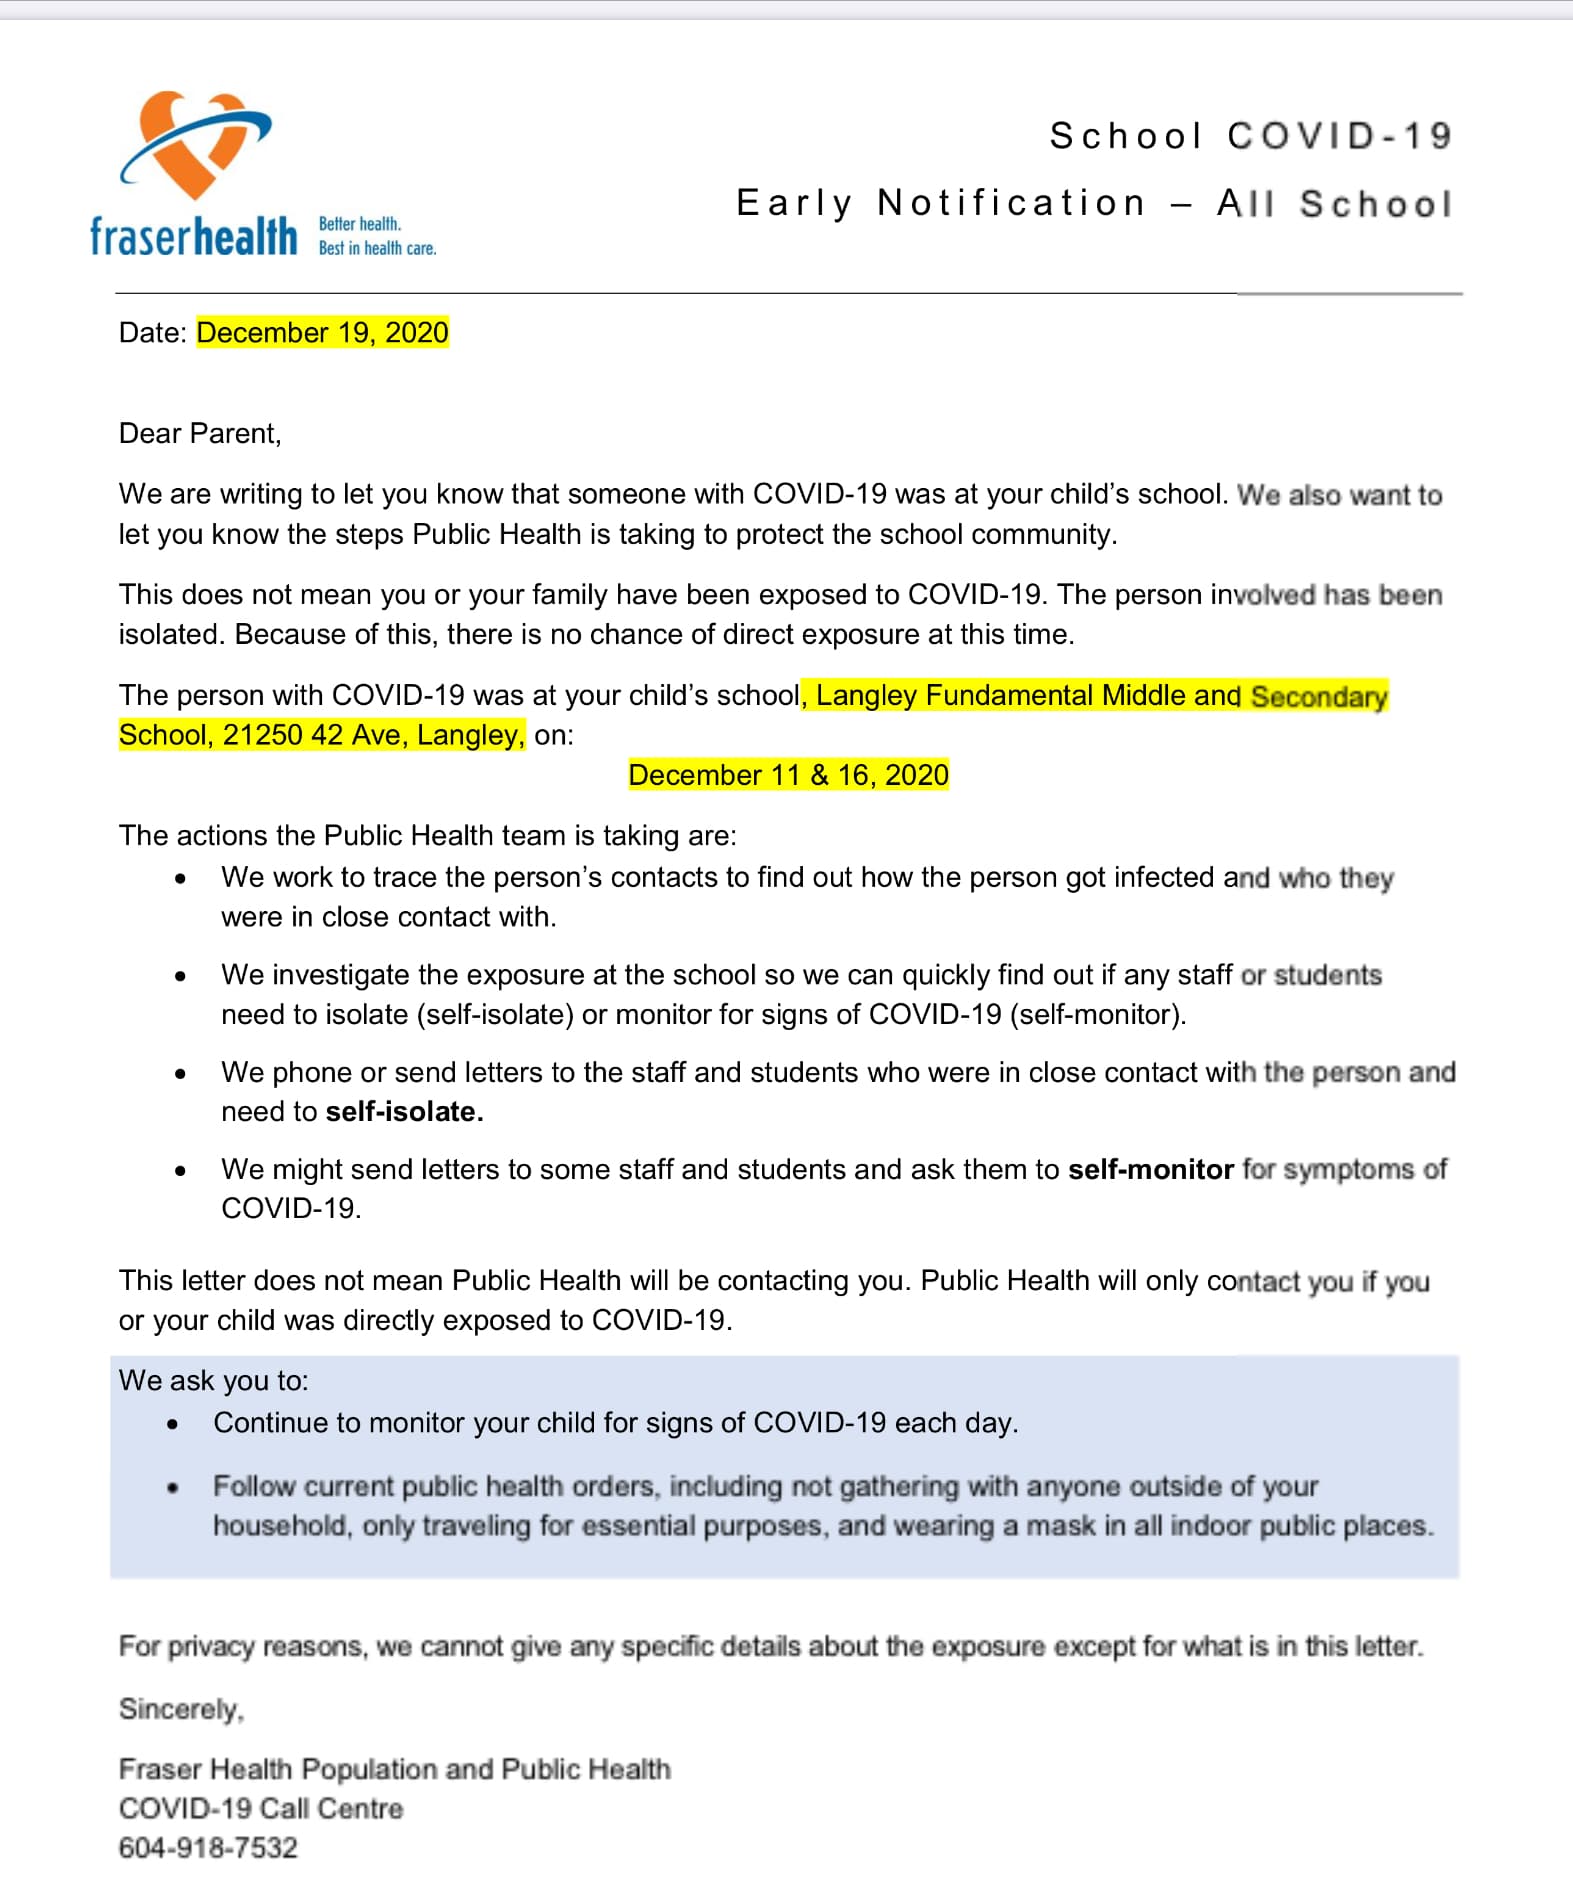 School COVID-19
Early Notification – All School
fraserhealth
Better health.
Best in health care.
Date: December 19, 2020
Dear Parent,
We are writing to let you know that someone with COVID-19 was at your child’s school. We also want to
let you know the steps Public Health is taking to protect the school community.
This does not mean you or your family have been exposed to COVID-19. The person involved has been
isolated. Because of this, there is no chance of direct exposure at this time.
The person with COVID-19 was at your child’s school, Langley Fundamental Middle and Secondary
School, 21250 42 Ave, Langley, on:
December 11 & 16, 2020
The actions the Public Health team is taking are:
• We work to trace the person’s contacts to find out how the person got infected and who they
were in close contact with.
• We investigate the exposure at the school so we can quickly find out if any staff or students
need to isolate (self-isolate) or monitor for signs of COVID-19 (self-monitor).
• We phone or send letters to the staff and students who were in close contact with the person and
need to self-isolate.
• We might send letters to some staff and students and ask them to self-monitor for symptoms of
COVID-19.
This letter does not mean Public Health will be contacting you. Public Health will only contact you if you
or your child was directly exposed to COVID-19.
We ask you to:
• Continue to monitor your child for signs of COVID-19 each day.
• Follow current public health orders, including not gathering with anyone outside of your
household, only traveling for essential purposes, and wearing a mask in all indoor public places.
For privacy reasons, we cannot give any specific details about the exposure except for what is in this letter.
Sincerely,
Fraser Health Population and Public Health
COVID-19 Call Centre
604-918-7532